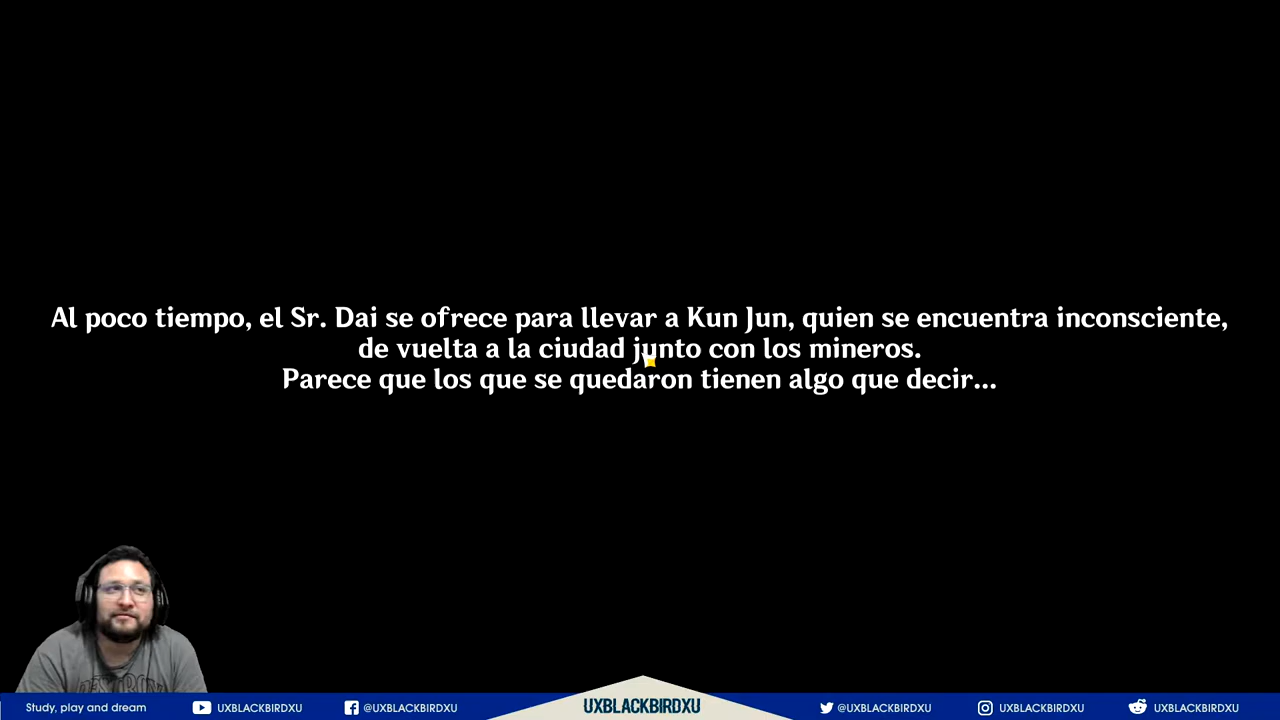 Al poco tiempo, el Sr. Dai se ofrece para llevar a Kun Jun, quien se encuentra inconsciente,
de vuelta a la ciudad junto con los mineros.
Parece que los que se quedaron tienen algo que decir...
Study, play and dream
UXBLACKBIRDXU
@UXBLACKBIRDXU
UXBLACKBIRDXU
@UXBLACKBIRDXU
UXBLACKBIRDXU
UXBLACKBIRDXU